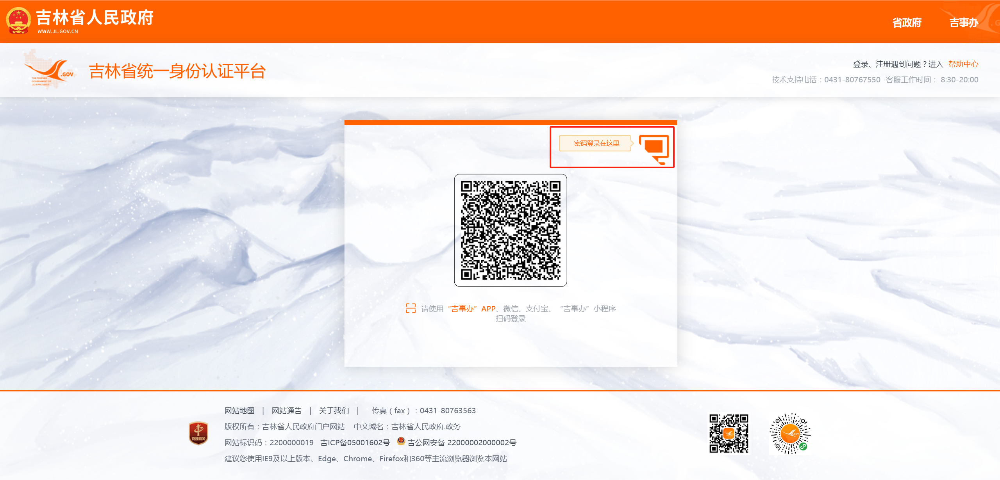 吉林省人民政府
WWW.JL.GOV.CN
省政府 吉事办
.GOV
THE PEOPLES
GOVERNMENT OF
JILIN PROVINCE
吉林省统一身份认证平台
登录、注册遇到问题？进入 帮助中心
技术支持电话：0431-80767550 客服工作时间： 8:30-20:00
密码登录在这里
请使用“吉事办”APP、微信、支付宝、“吉事办”小程序
扫码登录
网站地图 | 网站通告 | 关于我们 | 传真（fax）：0431-80763563
版权所有：吉林省人民政府门户网站 中文域名：吉林省人民政府.政务
网站标识码：2200000019 吉ICP备05001602号 吉公网安备 22000002000002号
建议您使用IE9及以上版本、Edge、Chrome、Firefox和360等主流浏览器浏览本网站
党政机关